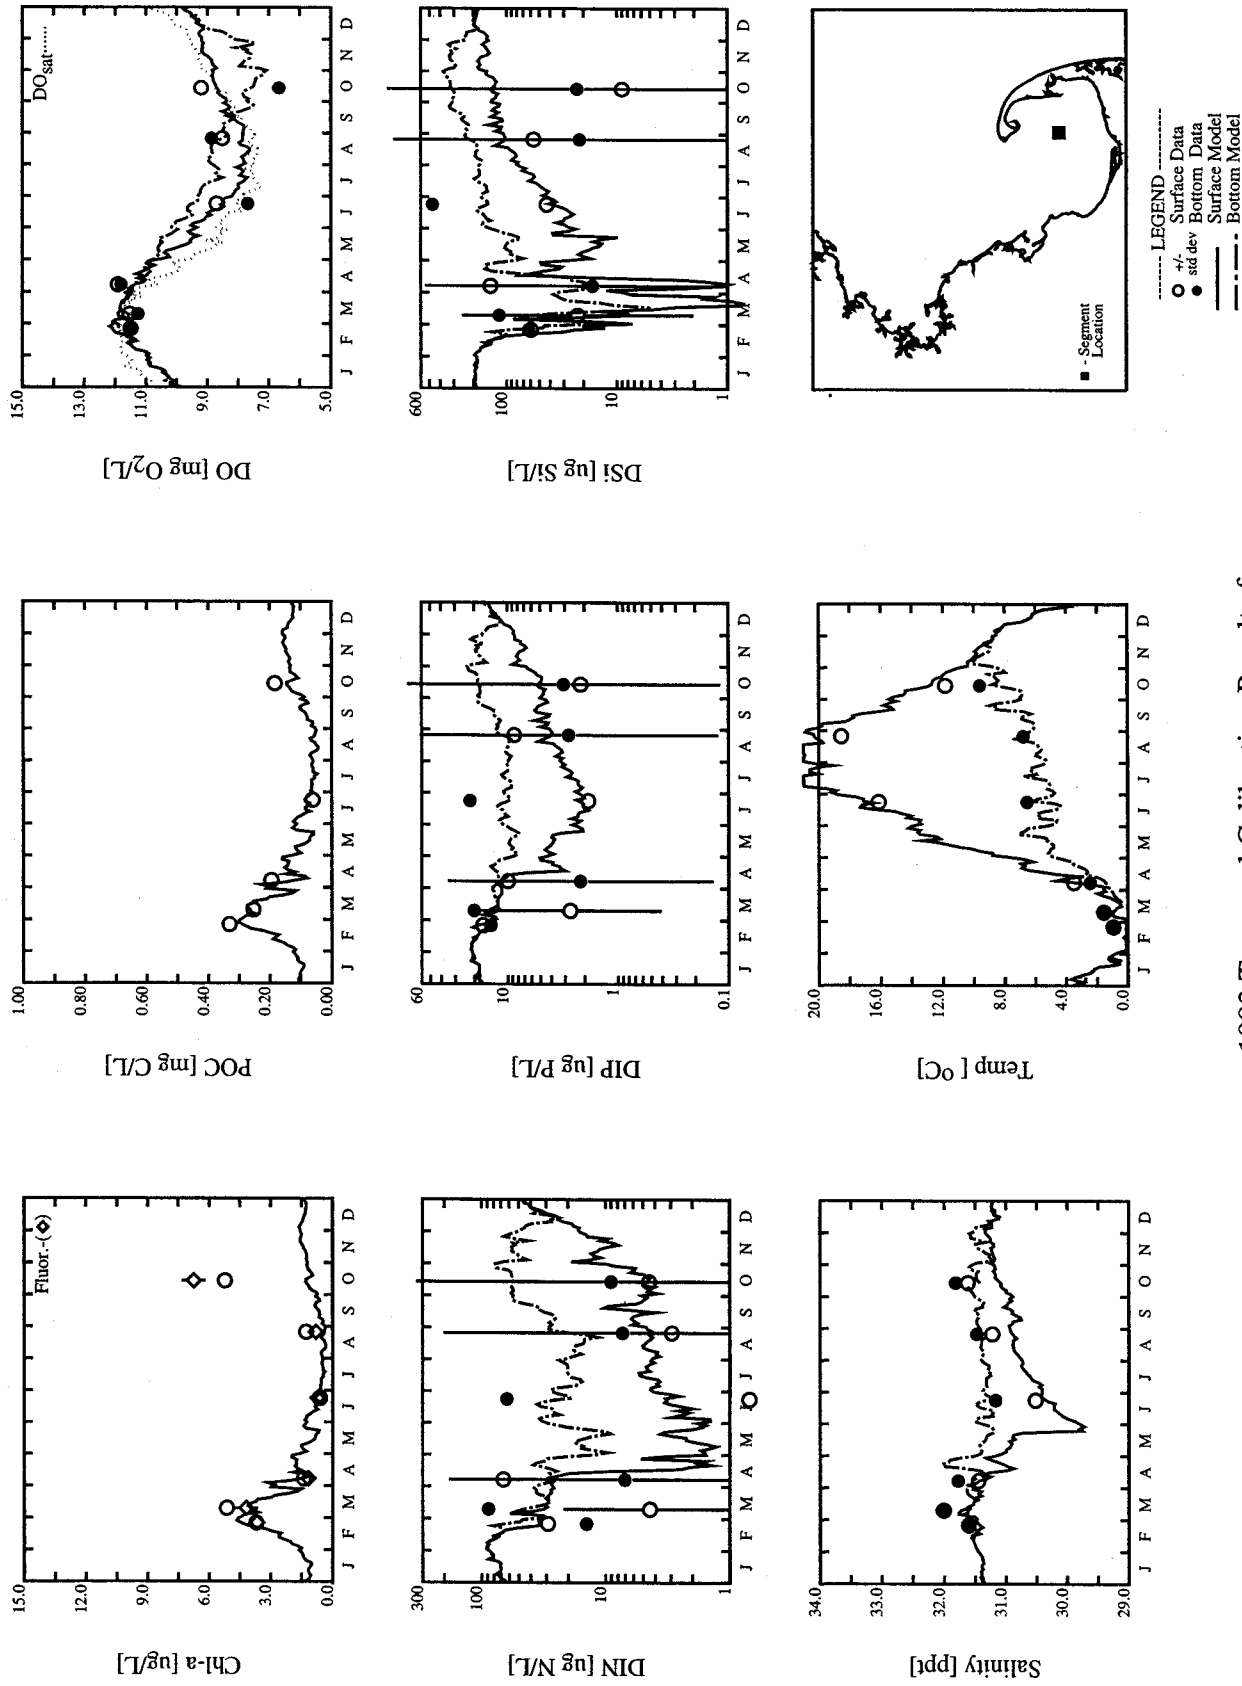 Chl-a [ug/L]
15.0
12.0
9.0
6.0
3.0
0.0
Fluor.-( )
J F M A M J J A S O N D
POC [mg C/L]
1.00
0.80
0.60
0.40
0.20
0.00
J F M A M J J A S O N D
DO [mg O2/L]
15.0
13.0
11.0
9.0
7.0
5.0
DOsat......
J F M A M J J A S O N D
DIN [ug N/L]
300
100
10
1
J F M A M J J A S O N D
DIP [ug P/L]
60
10
1
0.1
J F M A M J J A S O N D
DSi [ug Si/L]
600
100
10
1
J F M A M J J A S O N D
Salinity [ppt]
34.0
33.0
32.0
31.0
30.0
29.0
J F M A M J J A S O N D
Temp [ OC]
20.0
16.0
12.0
8.0
4.0
0.0
J F M A M J J A S O N D
- Segment
Location
------ LEGEND ----------
+/- Surface Data
std dev Bottom Data
Surface Model
Bottom Model